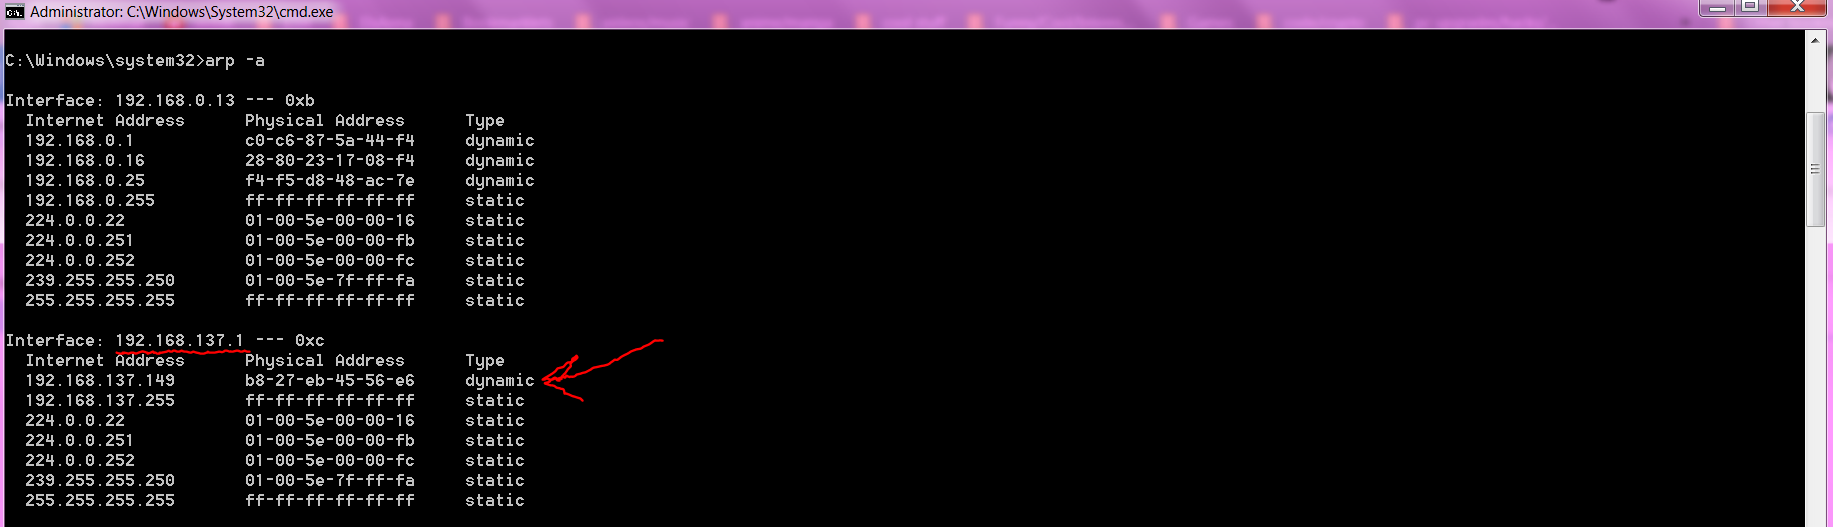 Administrator: C:\Windows\System32\cmd.exe
C:\Windows\system32>arp -a
Interface: 192.168.0.13 --- 0xb
Internet Address Physical Address Type
192.168.0.1 c0-c6-87-5a-44-f4 dynamic
192.168.0.16 28-80-23-17-08-f4 dynamic
192.168.0.25 f4-f5-d8-48-ac-7e dynamic
192.168.0.255 ff-ff-ff-ff-ff-ff static
224.0.0.22 01-00-5e-00-00-16 static
224.0.0.251 01-00-5e-00-00-fb static
224.0.0.252 01-00-5e-00-00-fc static
239.255.255.250 01-00-5e-7f-ff-fa static
255.255.255.255 ff-ff-ff-ff-ff-ff static
Interface: 192.168.137.1 --- 0xc
Internet Address Physical Address Type
192.168.137.149 b8-27-eb-45-56-e6 dynamic
192.168.137.255 ff-ff-ff-ff-ff-ff static
224.0.0.22 01-00-5e-00-00-16 static
224.0.0.251 01-00-5e-00-00-fb static
224.0.0.252 01-00-5e-00-00-fc static
239.255.255.250 01-00-5e-7f-ff-fa static
255.255.255.255 ff-ff-ff-ff-ff-ff static